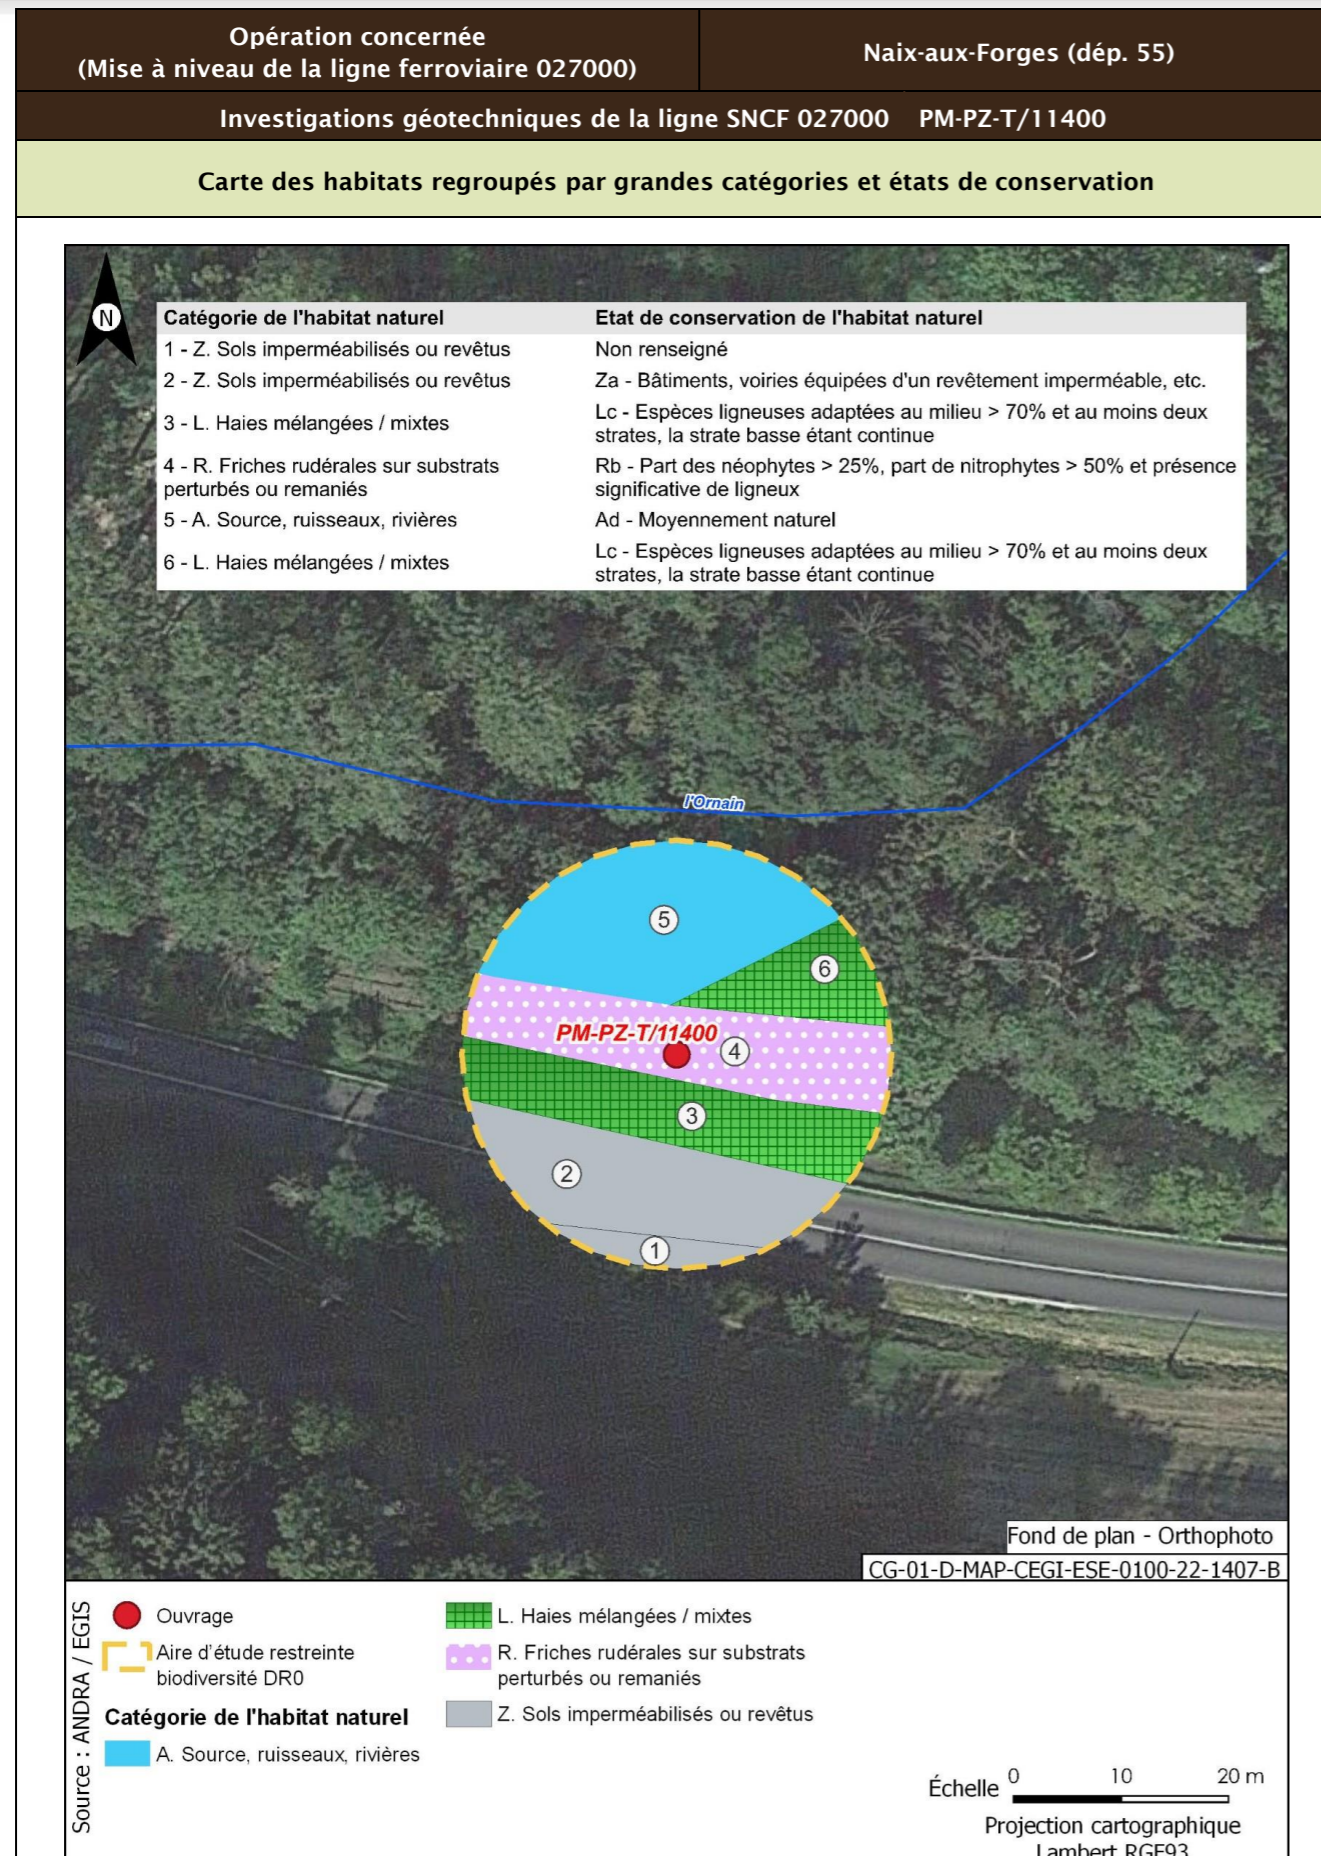 Opération concernée
(Mise à niveau de la ligne ferroviaire 027000)
Naix-aux-Forges (dép. 55)
Investigations géotechniques de la ligne SNCF 027000 PM-PZ-T/11400
Carte des habitats regroupés par grandes catégories et états de conservation
N
Catégorie de l'habitat naturel Etat de conservation de l'habitat naturel
1 - Z. Sols imperméabilisés ou revêtus Non renseigné
2 - Z. Sols imperméabilisés ou revêtus Za - Bâtiments, voiries équipées d'un revêtement imperméable, etc.
3 - L. Haies mélangées / mixtes Lc - Espèces ligneuses adaptées au milieu > 70% et au moins deux
strates, la strate basse étant continue
4 - R. Friches rudérales sur substrats Rb - Part des néophytes > 25%, part de nitrophytes > 50% et présence
perturbés ou remaniés significative de ligneux
5 - A. Source, ruisseaux, rivières Ad - Moyennement naturel
6 - L. Haies mélangées / mixtes Lc - Espèces ligneuses adaptées au milieu > 70% et au moins deux
strates, la strate basse étant continue
l'Ornain
5
6
PM-PZ-T/11400
4
3
2
1
Fond de plan - Orthophoto
CG-01-D-MAP-CEGI-ESE-0100-22-1407-B
Source : ANDRA / EGIS
Ouvrage
Aire d'étude restreinte
biodiversité DR0
Catégorie de l'habitat naturel
A. Source, ruisseaux, rivières
L. Haies mélangées / mixtes
R. Friches rudérales sur substrats
perturbés ou remaniés
Z. Sols imperméabilisés ou revêtus
Échelle 0 10 20 m
Projection cartographique
Lambert RGF93